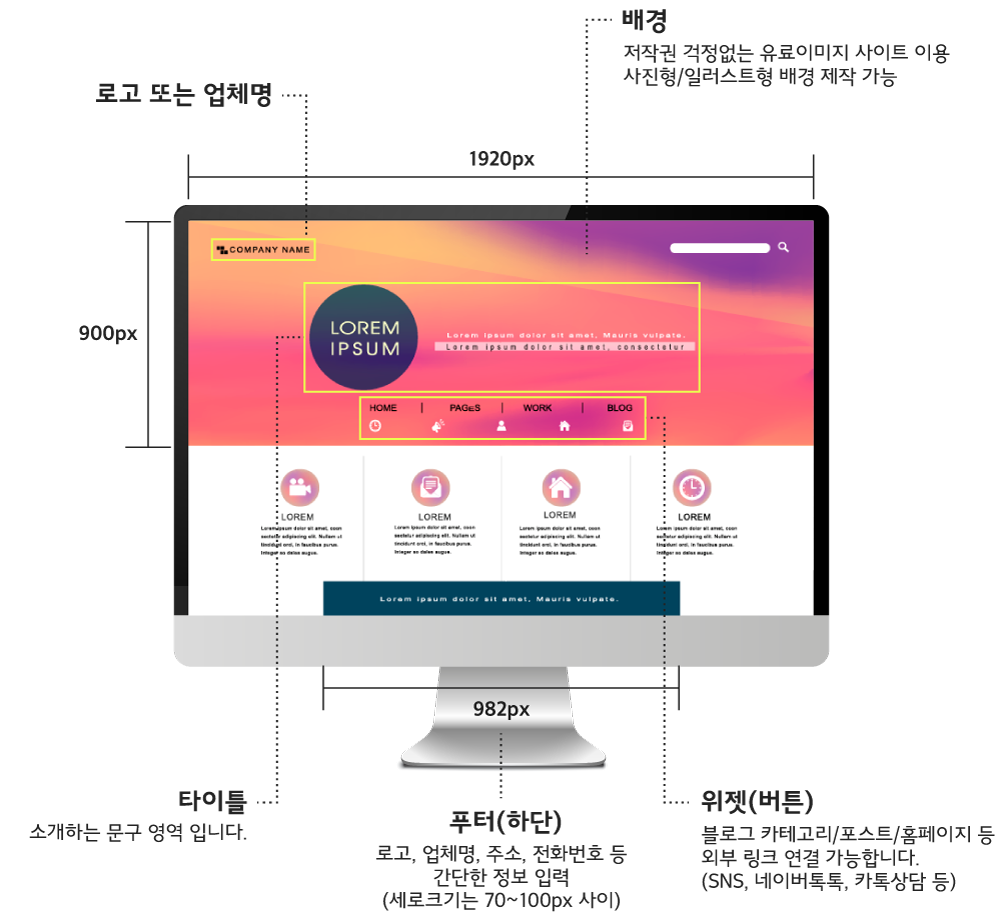 배경
저작권 걱정없는 유료이미지 사이트 이용
사진형/일러스트형 배경 제작 가능
로고 또는 업체명
1920px
900px
COMPANY NAME
LOREM
IPSUM
Lorem ipsum dolor sit amet, Mauris vulpate.
Lorem ipsum dolor sit amet, consectetur
HOME | PAGES | WORK | BLOG
LOREM
Lorem ipsum dolor sit amet, coon
sectetur adipiscing elit. Nullam ut
tincidunt orci, in faucibus purus.
Integer so dales augue.
LOREM
Lorem ipsum dolor sit amet, coon
sectetur adipiscing elit. Nullam ut
tincidunt orci, in faucibus purus.
Integer so dales augue.
LOREM
Lorem ipsum dolor sit amet, coon
sectetur adipiscing elit. Nullam ut
tincidunt orci, in faucibus purus.
Integer so dales augue.
LOREM
Lorem ipsum dolor sit amet, coon
sectetur adipiscing elit. Nullam ut
tincidunt orci, in faucibus purus.
Integer so dales augue.
Lorem ipsum dolor sit amet, Mauris vulpate.
982px
타이틀
소개하는 문구 영역 입니다.
푸터(하단)
로고, 업체명, 주소, 전화번호 등
간단한 정보 입력
(세로크기는 70~100px 사이)
위젯(버튼)
블로그 카테고리/포스트/홈페이지 등
외부 링크 연결 가능합니다.
(SNS, 네이버톡톡, 카톡상담 등)